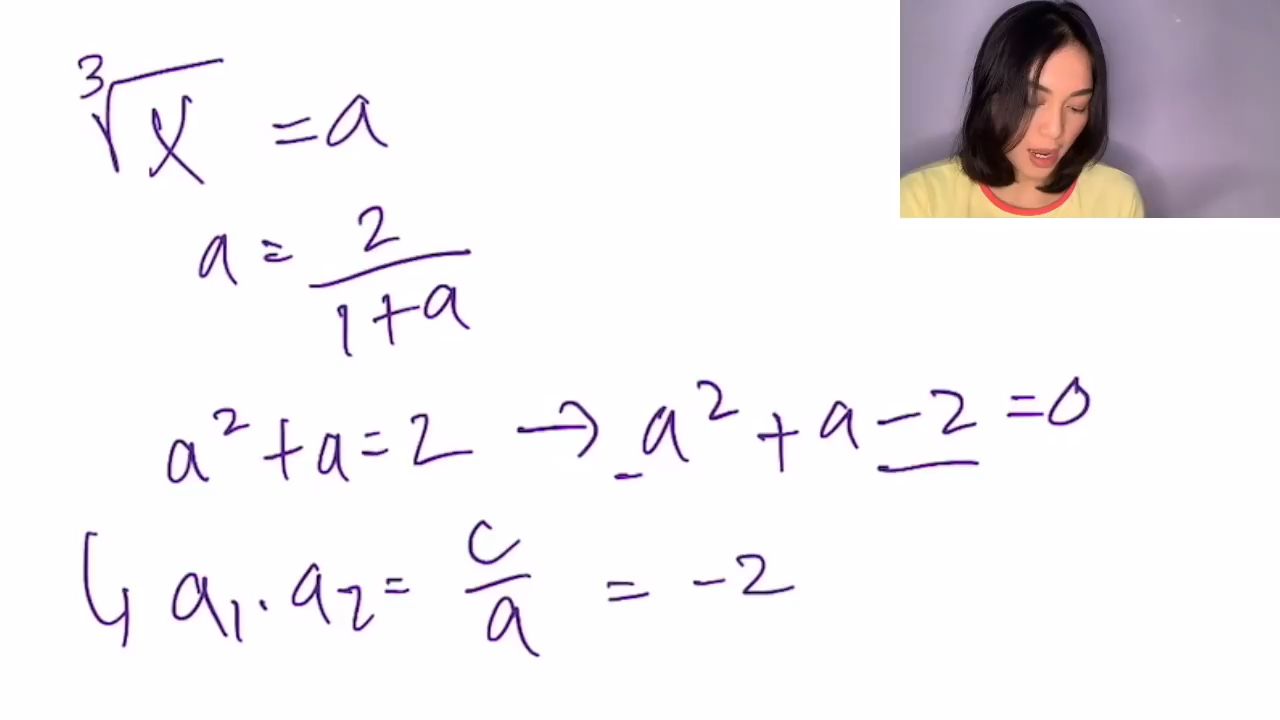 ∛x = a
a = 2/(1+a)
a² + a = 2 → a² + a - 2 = 0
↳ a₁ · a₂ = c/a = -2